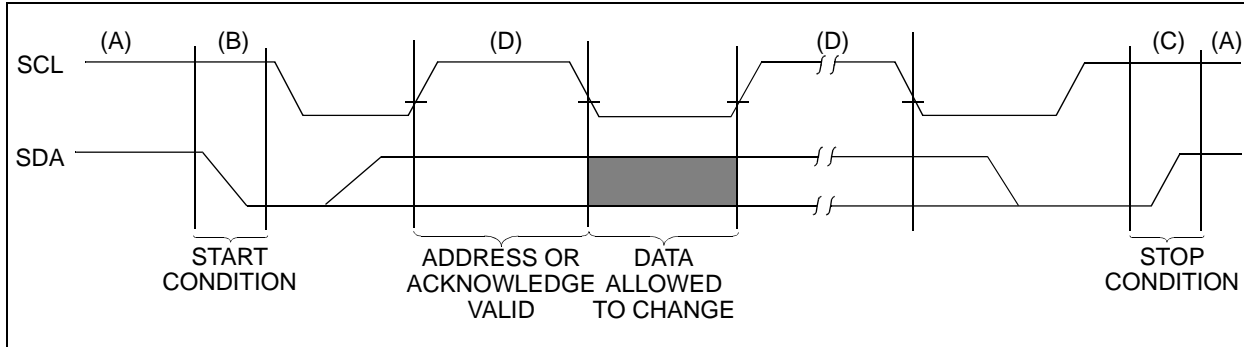 (A) (B) (D) (D) (C) (A)
SCL
SDA
START
CONDITION
ADDRESS OR
ACKNOWLEDGE
VALID
DATA
ALLOWED
TO CHANGE
STOP
CONDITION